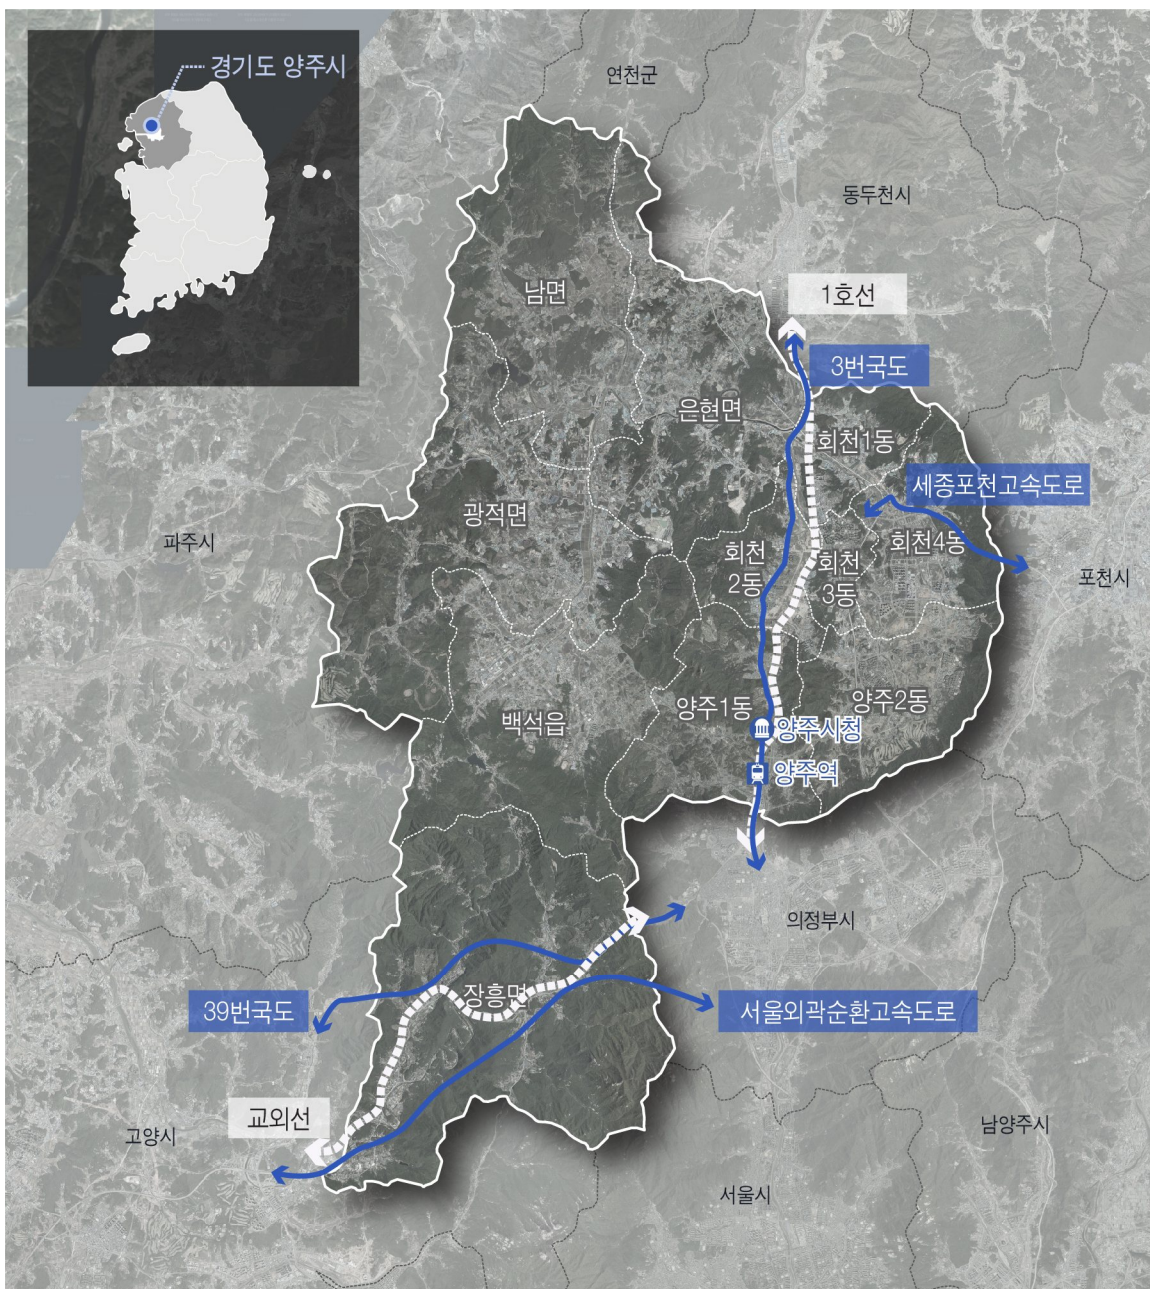 경기도 양주시
연천군
동두천시
남면
1호선
3번국도
은현면
회천1동
세종포천고속도로
광적면
파주시
회천
2동
회천
3동
회천4동
포천시
양주1동
양주2동
백석읍
양주시청
양주역
의정부시
장흥면
39번국도
서울외곽순환고속도로
교외선
고양시
남양주시
서울시